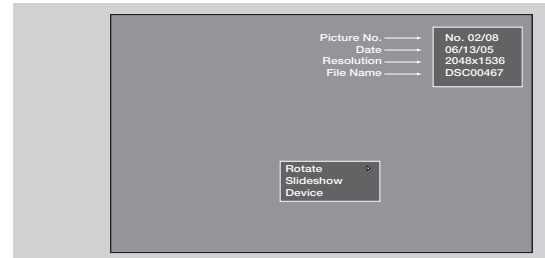 Picture No. No. 02/08
Date 06/13/05
Resolution 2048x1536
File Name DSC00467
Rotate
Slideshow
Device